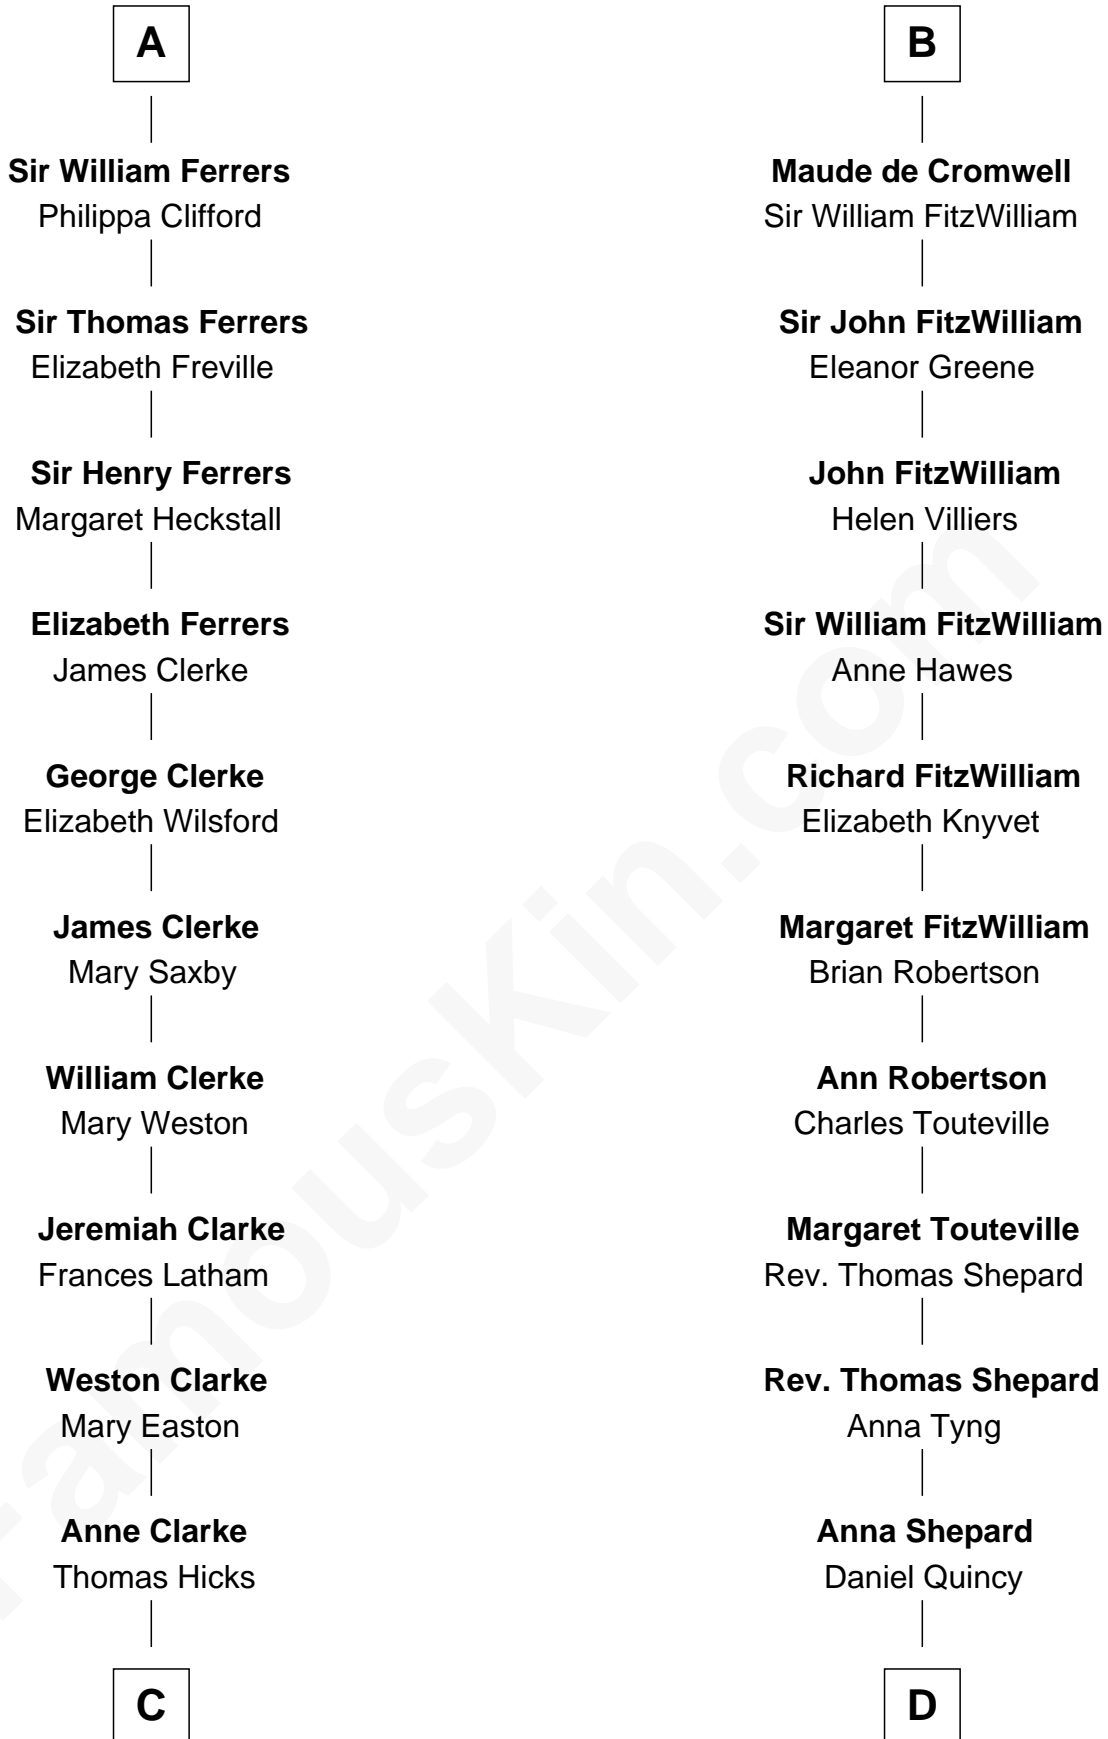 A
Sir William Ferrers
Philippa Clifford
Sir Thomas Ferrers
Elizabeth Freville
Sir Henry Ferrers
Margaret Heckstall
Elizabeth Ferrers
James Clerke
George Clerke
Elizabeth Wilsford
James Clerke
Mary Saxby
William Clerke
Mary Weston
Jeremiah Clarke
Frances Latham
Weston Clarke
Mary Easton
Anne Clarke
Thomas Hicks
C
B
Maude de Cromwell
Sir William FitzWilliam
Sir John FitzWilliam
Eleanor Greene
John FitzWilliam
Helen Villiers
Sir William FitzWilliam
Anne Hawes
Richard FitzWilliam
Elizabeth Knyvet
Margaret FitzWilliam
Brian Robertson
Ann Robertson
Charles Touteville
Margaret Touteville
Rev. Thomas Shepard
Rev. Thomas Shepard
Anna Tyng
Anna Shepard
Daniel Quincy
D
FamousKin.com